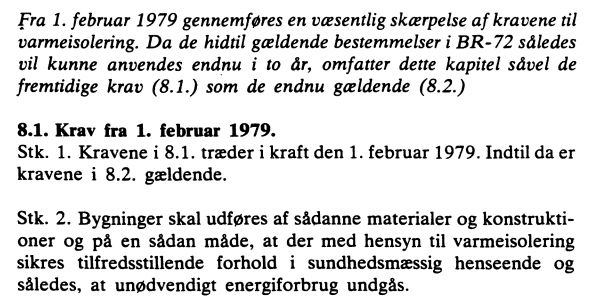 Fra 1. februar 1979 gennemføres en væsentlig skærpelse af kravene til
varmeisolering. Da de hidtil gældende bestemmelser i BR-72 således
vil kunne anvendes endnu i to år, omfatter dette kapitel såvel de
fremtidige krav (8.1.) som de endnu gældende (8.2.)
8.1. Krav fra 1. februar 1979.
Stk. 1. Kravene i 8.1. træder i kraft den 1. februar 1979. Indtil da er
kravene i 8.2. gældende.
Stk. 2. Bygninger skal udføres af sådanne materialer og konstrukti-
oner og på en sådan måde, at der med hensyn til varmeisolering
sikres tilfredsstillende forhold i sundhedsmæssig henseende og
således, at unødvendigt energiforbrug undgås.